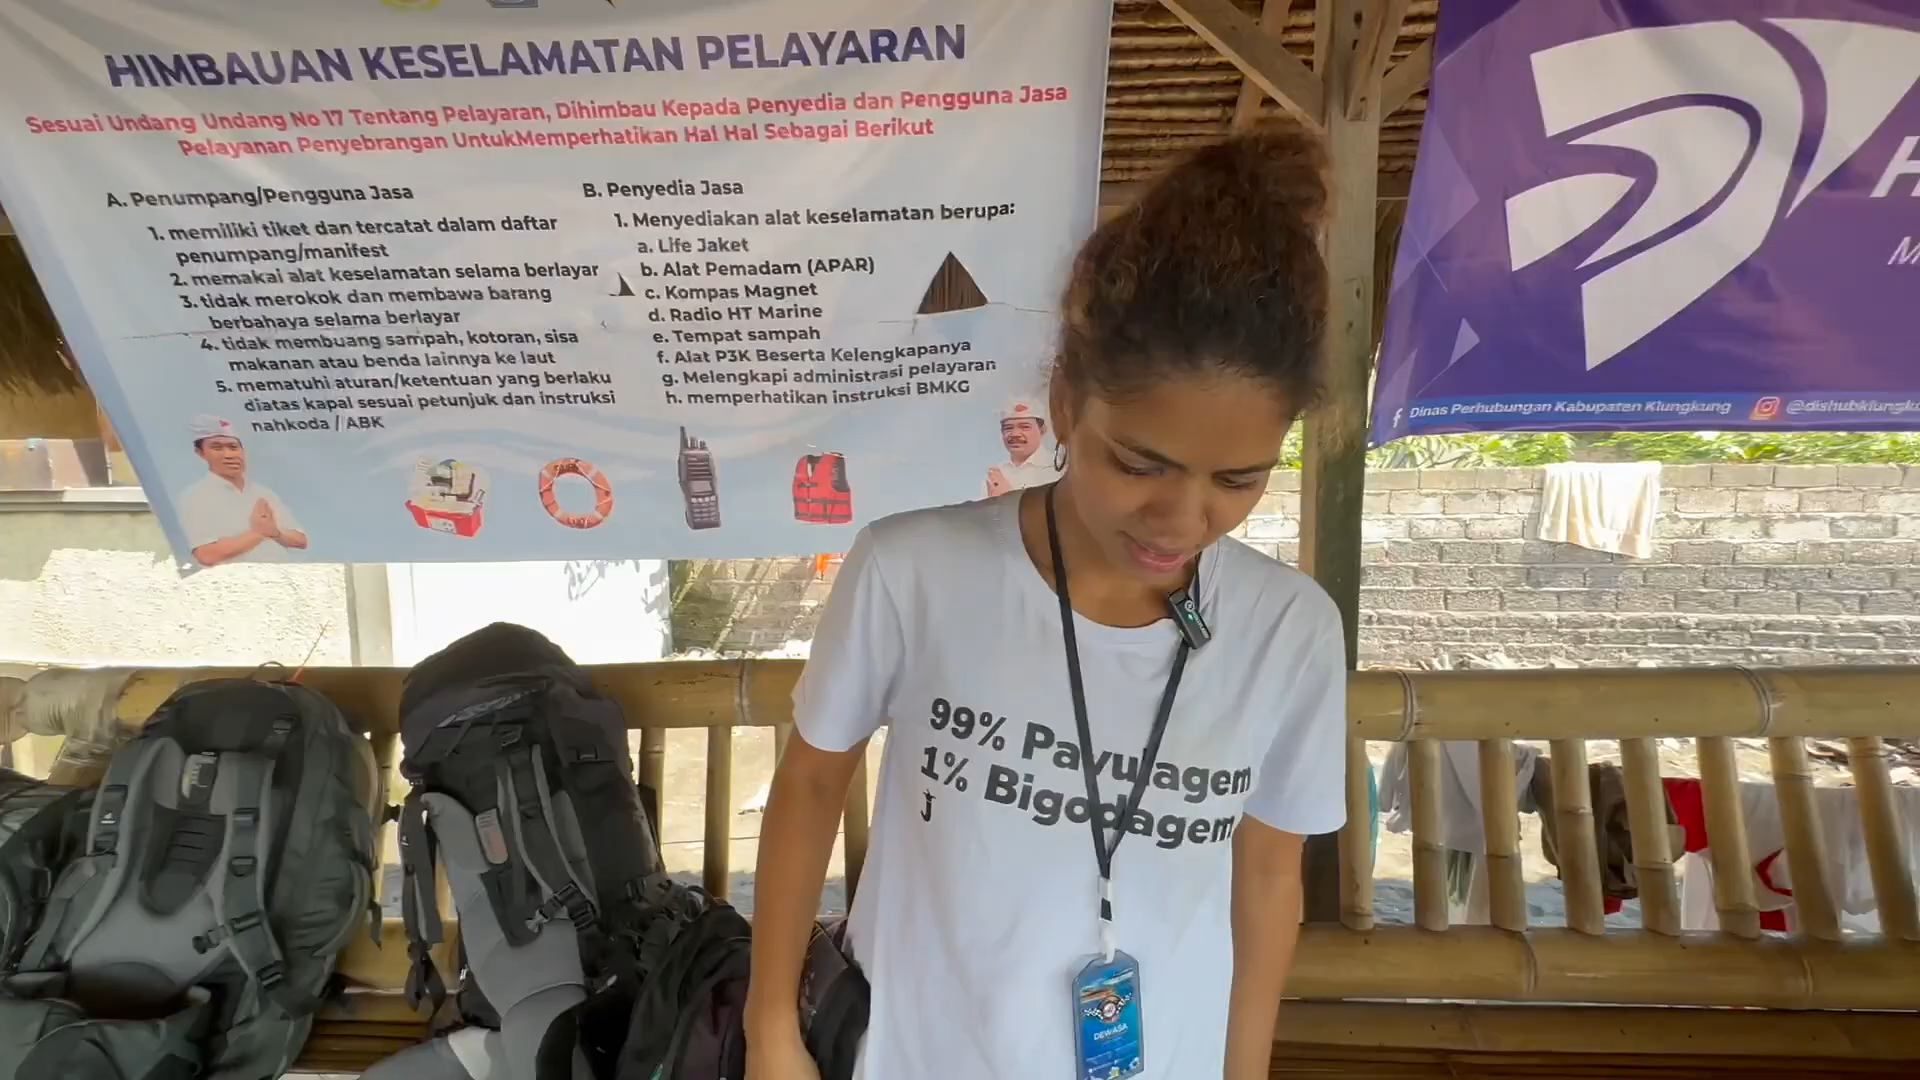 HIMBAUAN KESELAMATAN PELAYARAN
Sesuai Undang Undang No 17 Tentang Pelayaran, Dihimbau Kepada Penyedia dan Pengguna Jasa
Pelayanan Penyebrangan UntukMemperhatikan Hal Hal Sebagai Berikut
A. Penumpang/Pengguna Jasa
1. memiliki tiket dan tercatat dalam daftar
penumpang/manifest
2. memakai alat keselamatan selama berlayar
3. tidak merokok dan membawa barang
berbahaya selama berlayar
4. tidak membuang sampah, kotoran, sisa
makanan atau benda lainnya ke laut
5. mematuhi aturan/ketentuan yang berlaku
diatas kapal sesuai petunjuk dan instruksi
nahkoda / ABK
B. Penyedia Jasa
1. Menyediakan alat keselamatan berupa:
a. Life Jaket
b. Alat Pemadam (APAR)
c. Kompas Magnet
d. Radio HT Marine
e. Tempat sampah
f. Alat P3K Beserta Kelengkapanya
g. Melengkapi administrasi pelayaran
h. memperhatikan instruksi BMKG
Dinas Perhubungan Kabupaten Klungkung
99% Pavulagem
1% Bigodagem
DEWASA